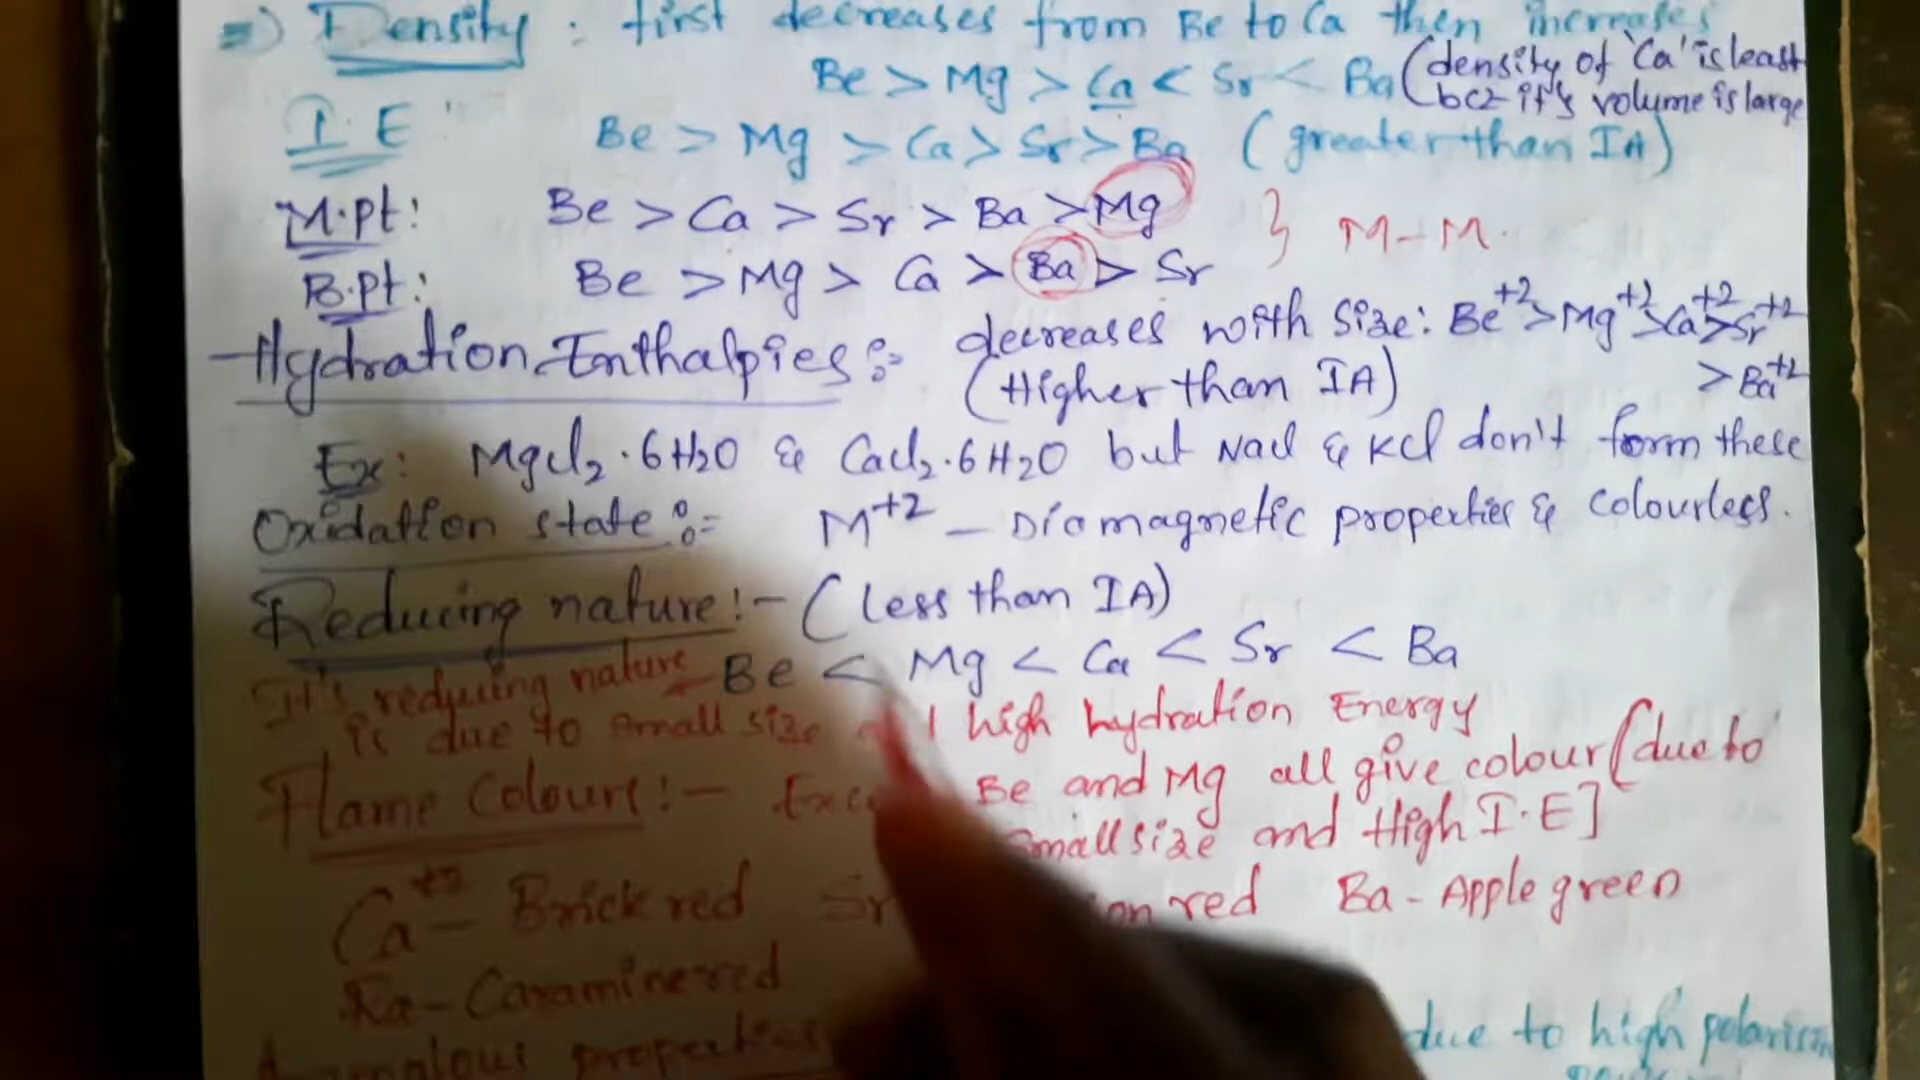 =) Density : first decreases from Be to Ca then increases
Be > Mg > Ca < Sr < Ba (density of 'Ca' is least
bcz it's volume is large
I.E : Be > Mg > Ca > Sr > Ba (greater than IA)
M.pt: Be > Ca > Sr > Ba > Mg } M-M.
B.pt: Be > Mg > Ca > Ba > Sr
Hydration Enthalpies:- decreases with size: Be+2 > Mg+2 > Ca+2 > Sr+2
(Higher than IA) > Ba+2
Ex: MgCl2.6H2O & CaCl2.6H2O but NaCl & KCl don't form these
Oxidation state:= M+2 - Diamagnetic properties & colourless.
Reducing nature:- (less than IA)
Be < Mg < Ca < Sr < Ba
It's reducing nature
is due to small size high hydration Energy
Flame Colours:- Be and Mg all give colour (due to
small size and High I.E]
Ca+2 - Brick red Sr red Ba - Apple green
Ra - Caramine red
Anomalous properties due to high